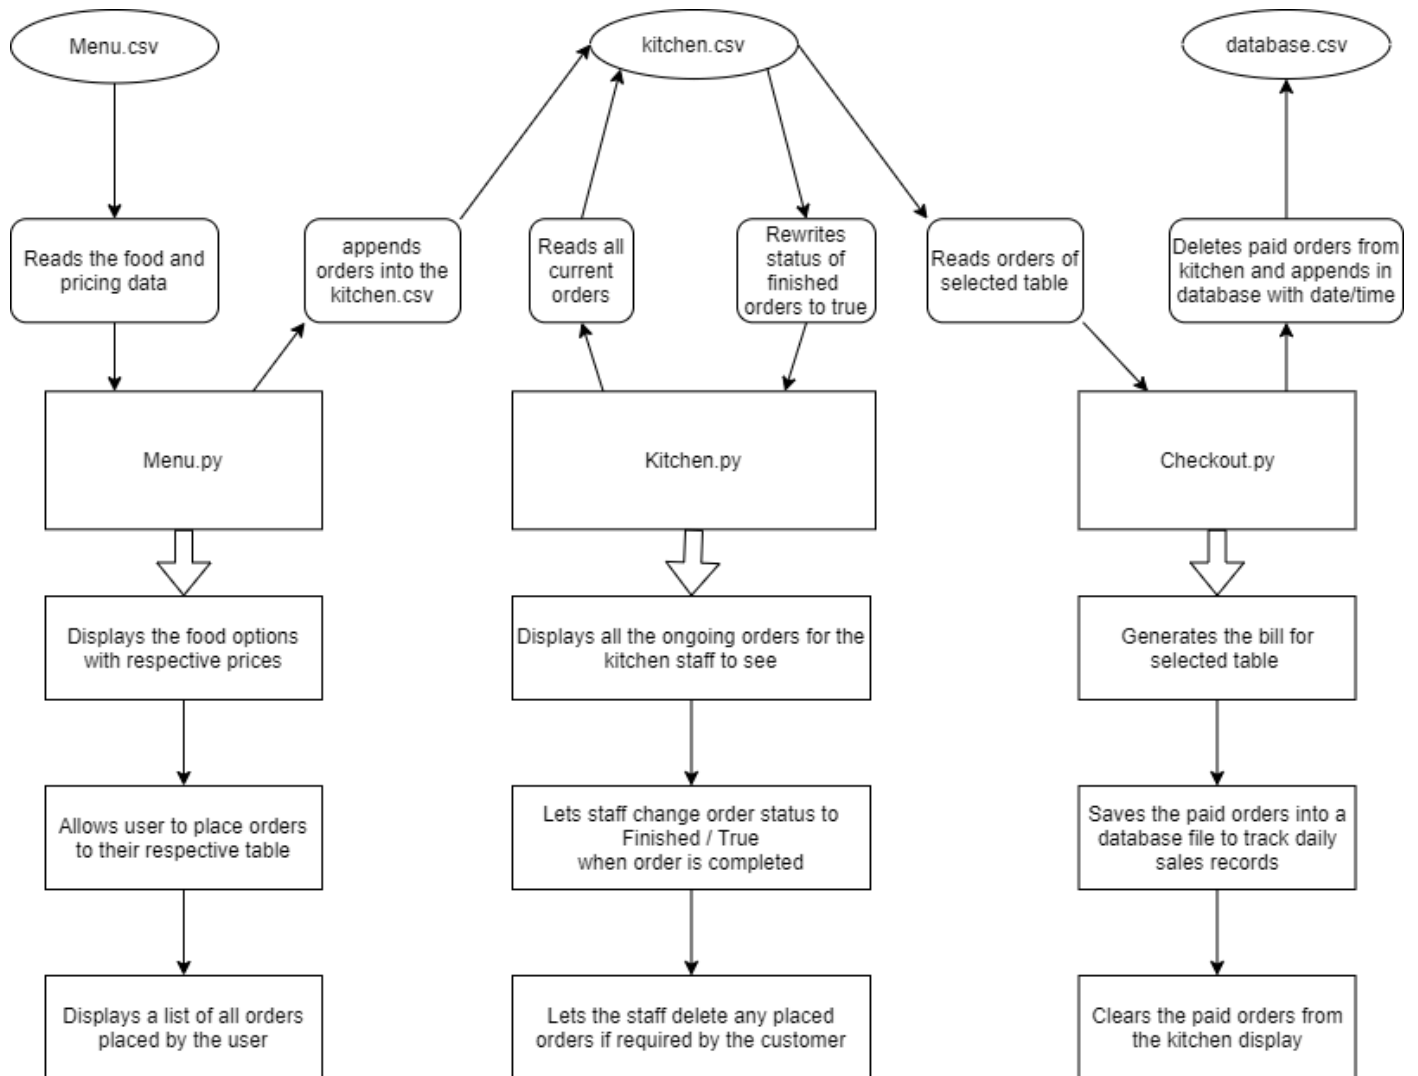 Menu.csv
kitchen.csv
database.csv
Reads the food and
pricing data
appends
orders into the
kitchen.csv
Reads all
current
orders
Rewrites
status of
finished
orders to true
Reads orders of
selected table
Deletes paid orders from
kitchen and appends in
database with date/time
Menu.py
Kitchen.py
Checkout.py
Displays the food options
with respective prices
Displays all the ongoing orders for the
kitchen staff to see
Generates the bill for
selected table
Allows user to place orders
to their respective table
Lets staff change order status to
Finished / True
when order is completed
Saves the paid orders into a
database file to track daily
sales records
Displays a list of all orders
placed by the user
Lets the staff delete any placed
orders if required by the customer
Clears the paid orders from
the kitchen display